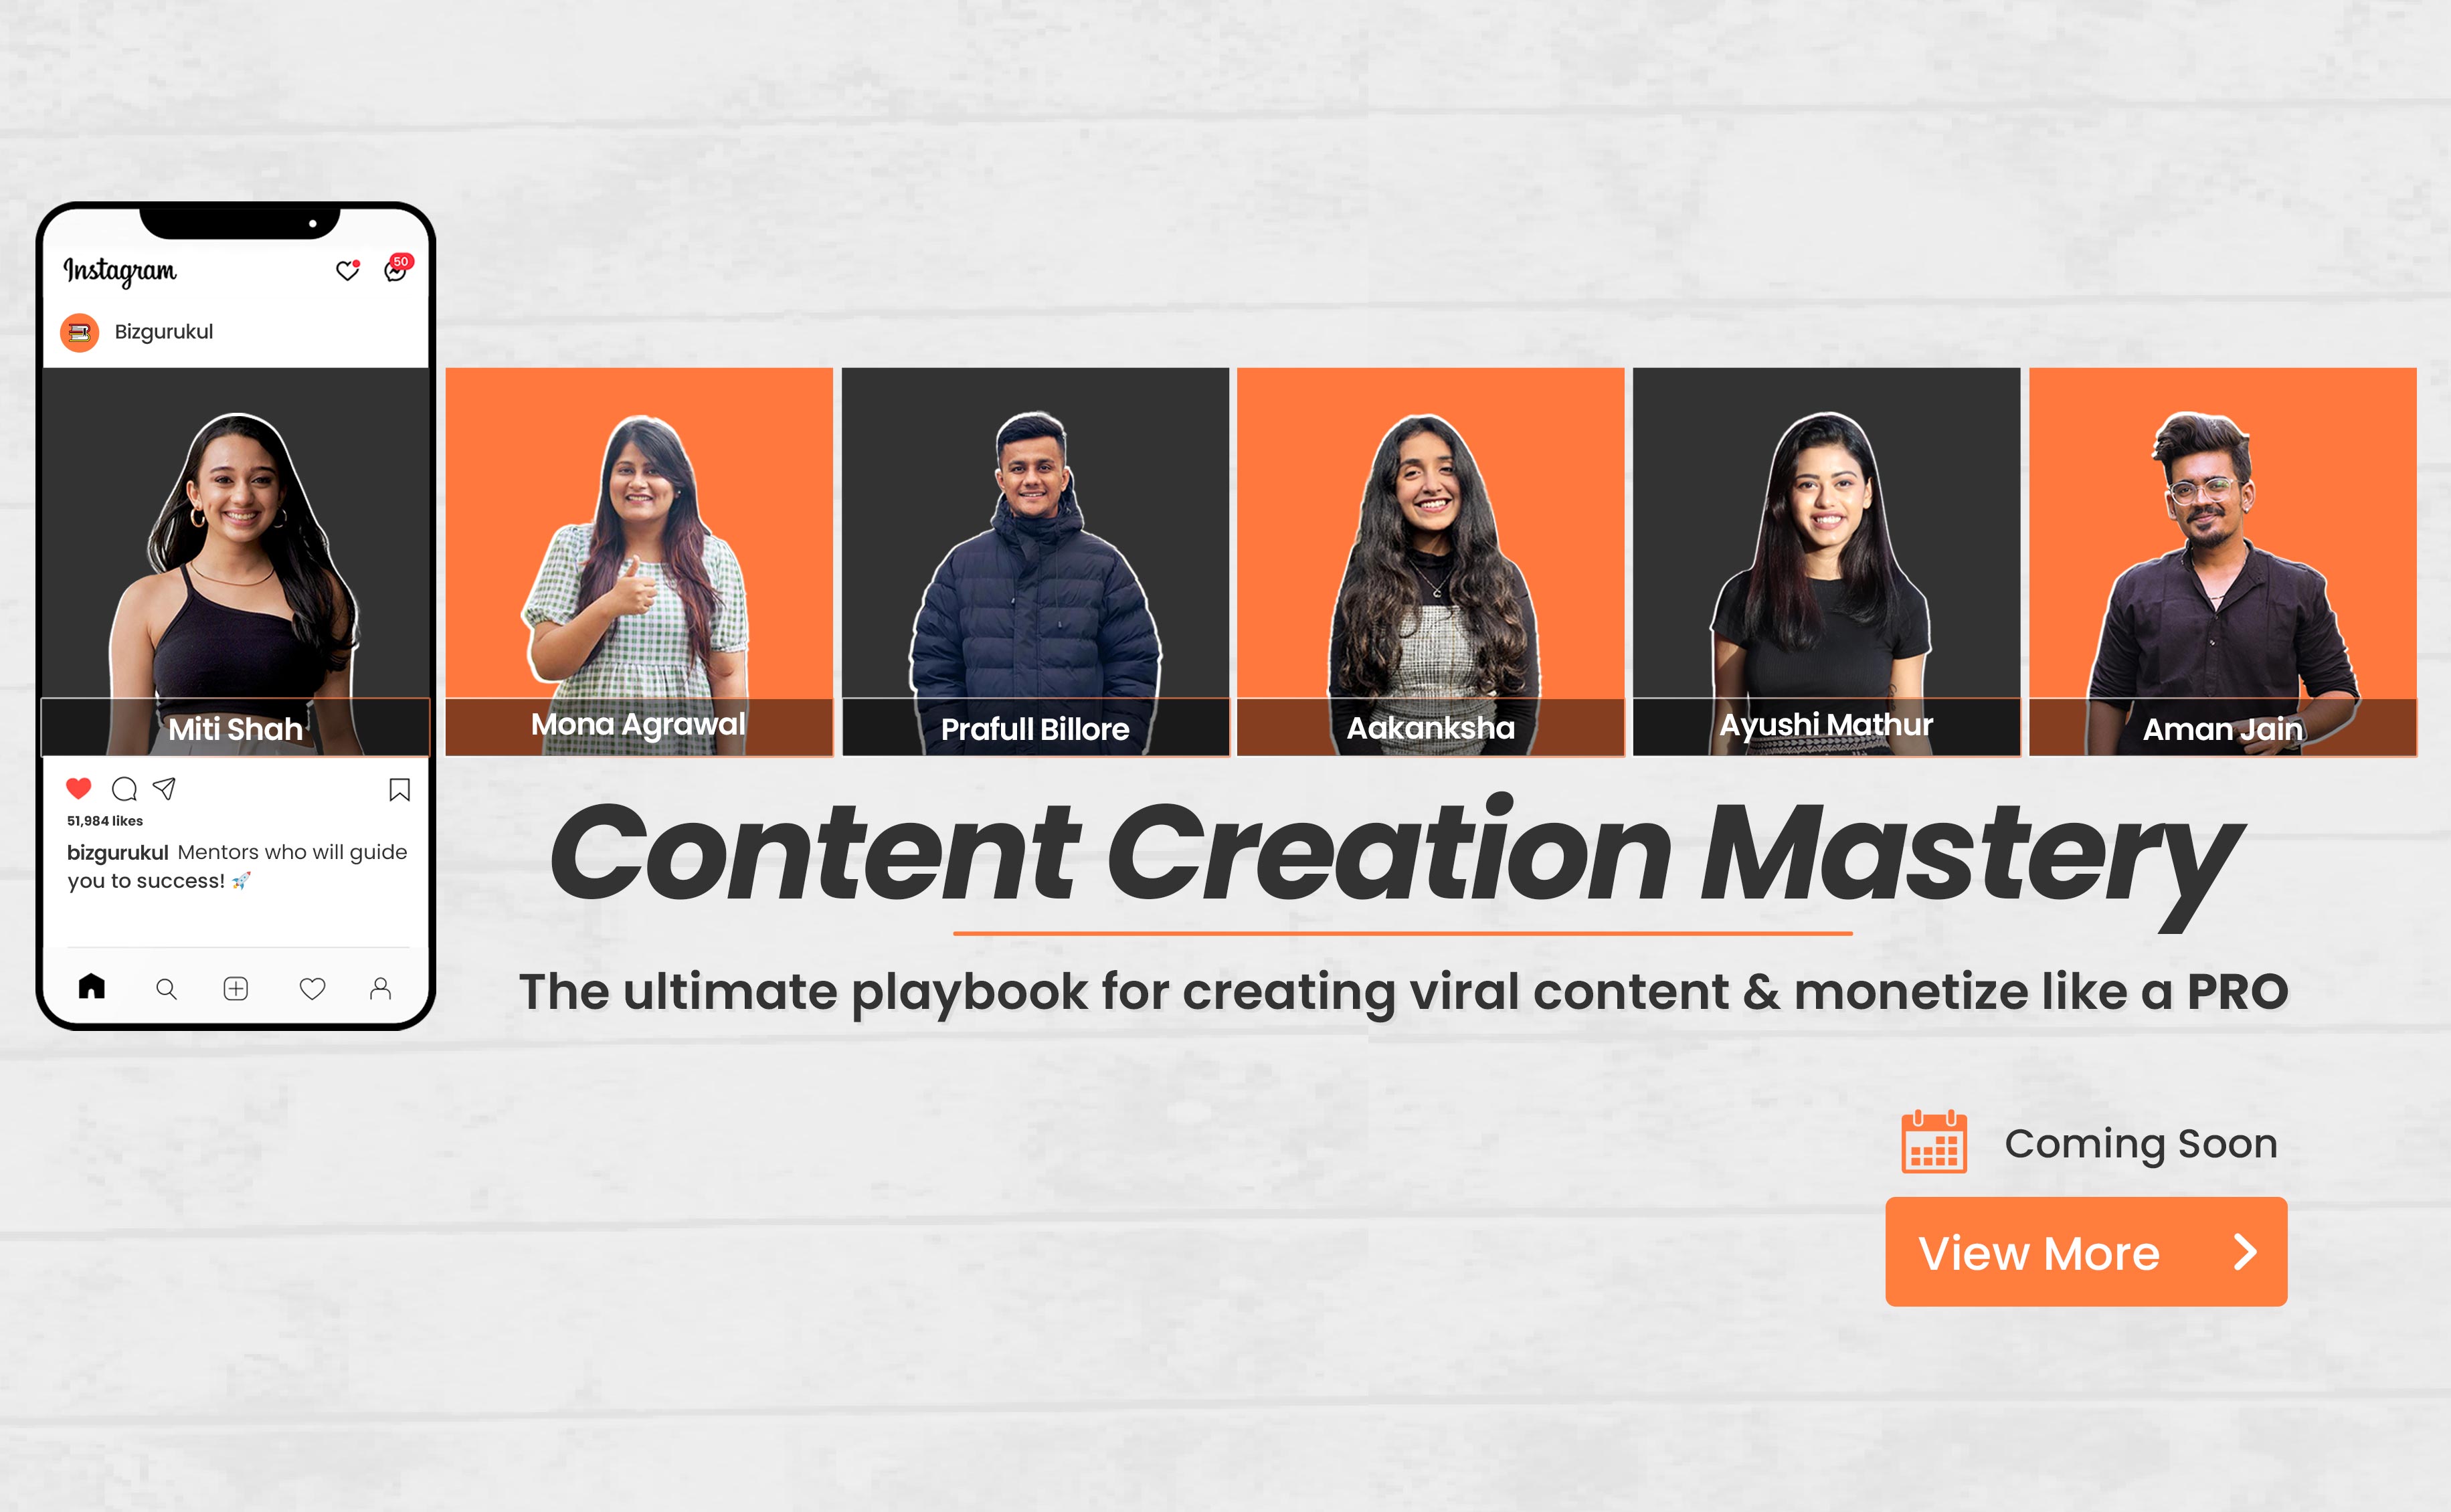 Instagram
50
Bizgurukul
Miti Shah
Mona Agrawal
Prafull Billore
Aakanksha
Ayushi Mathur
Aman Jain
51,984 likes
bizgurukul Mentors who will guide
you to success! 🚀
Content Creation Mastery
The ultimate playbook for creating viral content & monetize like a PRO
Coming Soon
View More